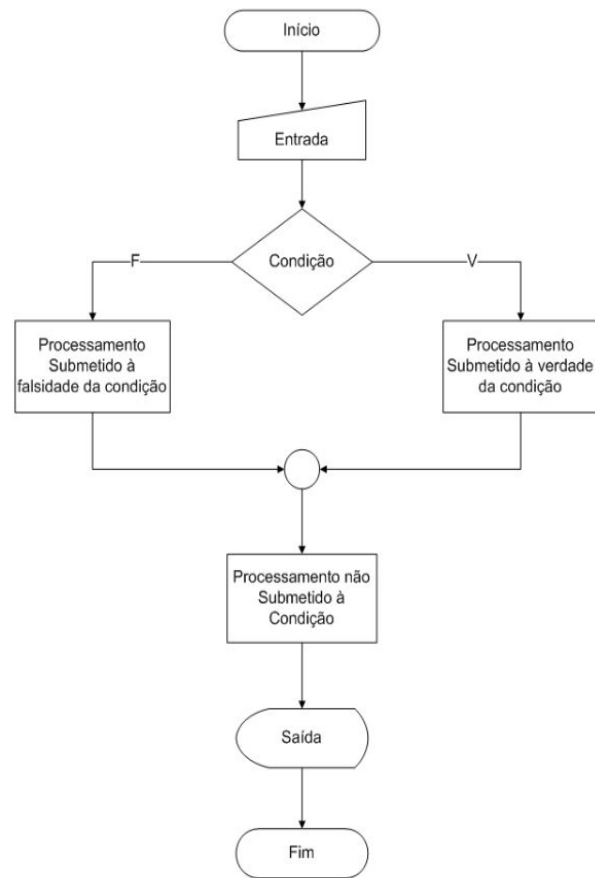 Início
Entrada
Condição
F
V
Processamento
Submetido à
falsidade da condição
Processamento
Submetido à verdade
da condição
Processamento não
Submetido à
Condição
Saída
Fim